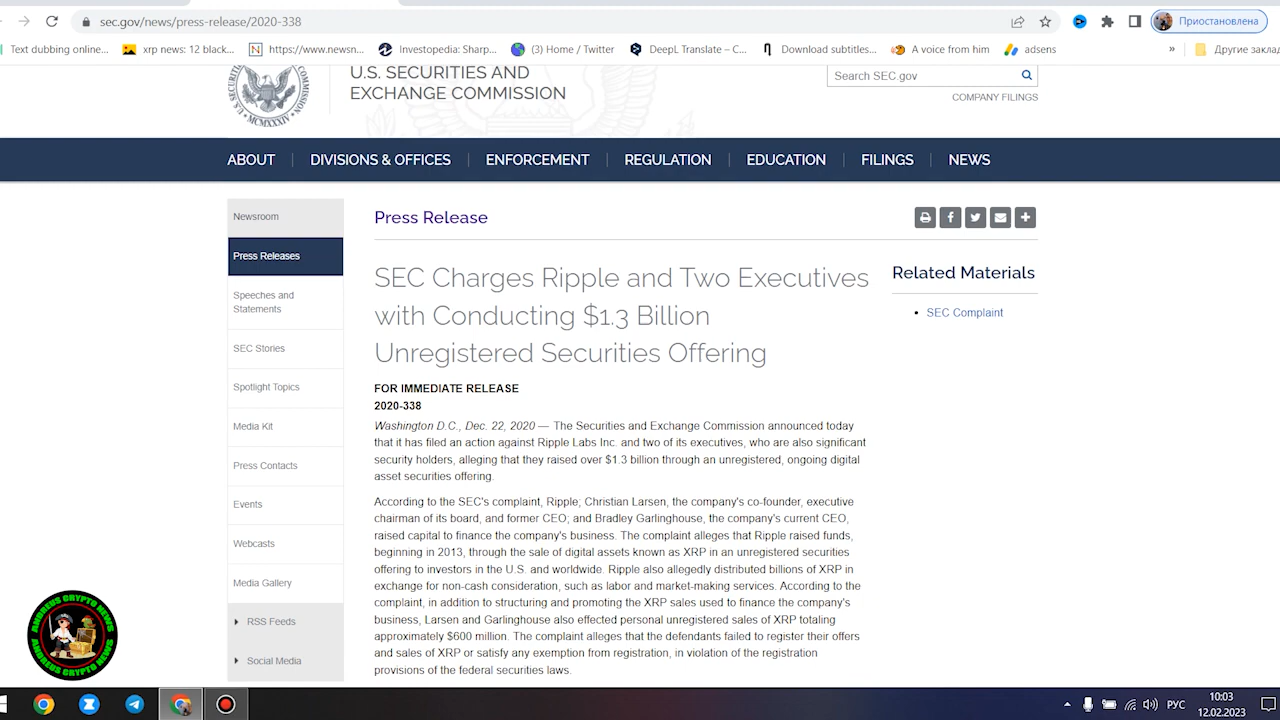 sec.gov/news/press-release/2020-338
Приостановлена
Text dubbing online...
xrp news: 12 black...
https://www.newsn...
Investopedia: Sharp...
(3) Home / Twitter
DeepL Translate – C...
Download subtitles...
A voice from him
adsens
»
Другие заклад
U.S. SECURITIES AND
EXCHANGE COMMISSION
MCMXXXIV
Search SEC.gov
COMPANY FILINGS
ABOUT
DIVISIONS & OFFICES
ENFORCEMENT
REGULATION
EDUCATION
FILINGS
NEWS
Newsroom
Press Releases
Speeches and
Statements
SEC Stories
Spotlight Topics
Media Kit
Press Contacts
Events
Webcasts
Media Gallery
RSS Feeds
Social Media
Press Release
SEC Charges Ripple and Two Executives
with Conducting $1.3 Billion
Unregistered Securities Offering
FOR IMMEDIATE RELEASE
2020-338
Washington D.C., Dec. 22, 2020 — The Securities and Exchange Commission announced today
that it has filed an action against Ripple Labs Inc. and two of its executives, who are also significant
security holders, alleging that they raised over $1.3 billion through an unregistered, ongoing digital
asset securities offering.
According to the SEC's complaint, Ripple; Christian Larsen, the company's co-founder, executive
chairman of its board, and former CEO; and Bradley Garlinghouse, the company's current CEO,
raised capital to finance the company's business. The complaint alleges that Ripple raised funds,
beginning in 2013, through the sale of digital assets known as XRP in an unregistered securities
offering to investors in the U.S. and worldwide. Ripple also allegedly distributed billions of XRP in
exchange for non-cash consideration, such as labor and market-making services. According to the
complaint, in addition to structuring and promoting the XRP sales used to finance the company's
business, Larsen and Garlinghouse also effected personal unregistered sales of XRP totaling
approximately $600 million. The complaint alleges that the defendants failed to register their offers
and sales of XRP or satisfy any exemption from registration, in violation of the registration
provisions of the federal securities laws.
Related Materials
SEC Complaint
ANDREUS CRYPTO NEWS
ANDREUS CRYPTO NEWS
РУС
10:03
12.02.2023